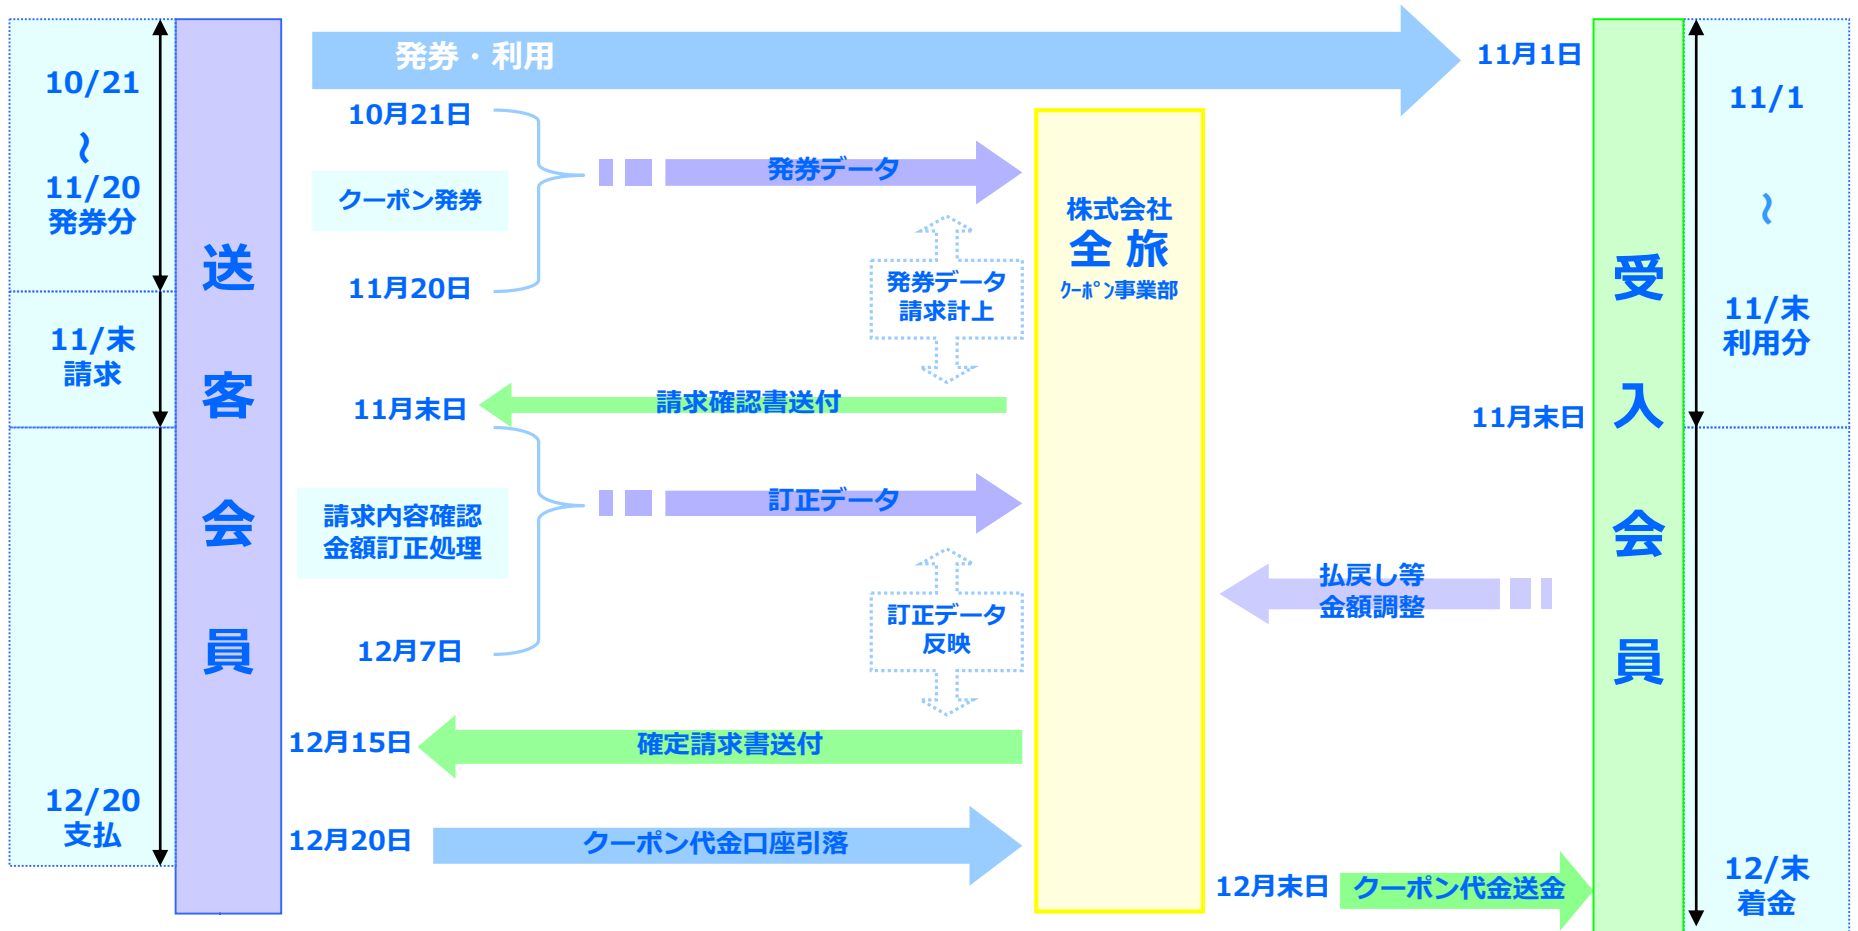 発券・利用
11月1日
10/21
～
11/20
発券分
11/末
請求
12/20
支払
送
客
会
員
10月21日
クーポン発券
11月20日
発券データ
発券データ
請求計上
11月末日
請求確認書送付
請求内容確認
金額訂正処理
訂正データ
訂正データ
反映
12月7日
12月15日
確定請求書送付
12月20日
クーポン代金口座引落
株式会社
全 旅
ｸｰﾎﾟﾝ事業部
払戻し等
金額調整
11月末日
12月末日
クーポン代金送金
受
入
会
員
11/1
～
11/末
利用分
12/末
着金